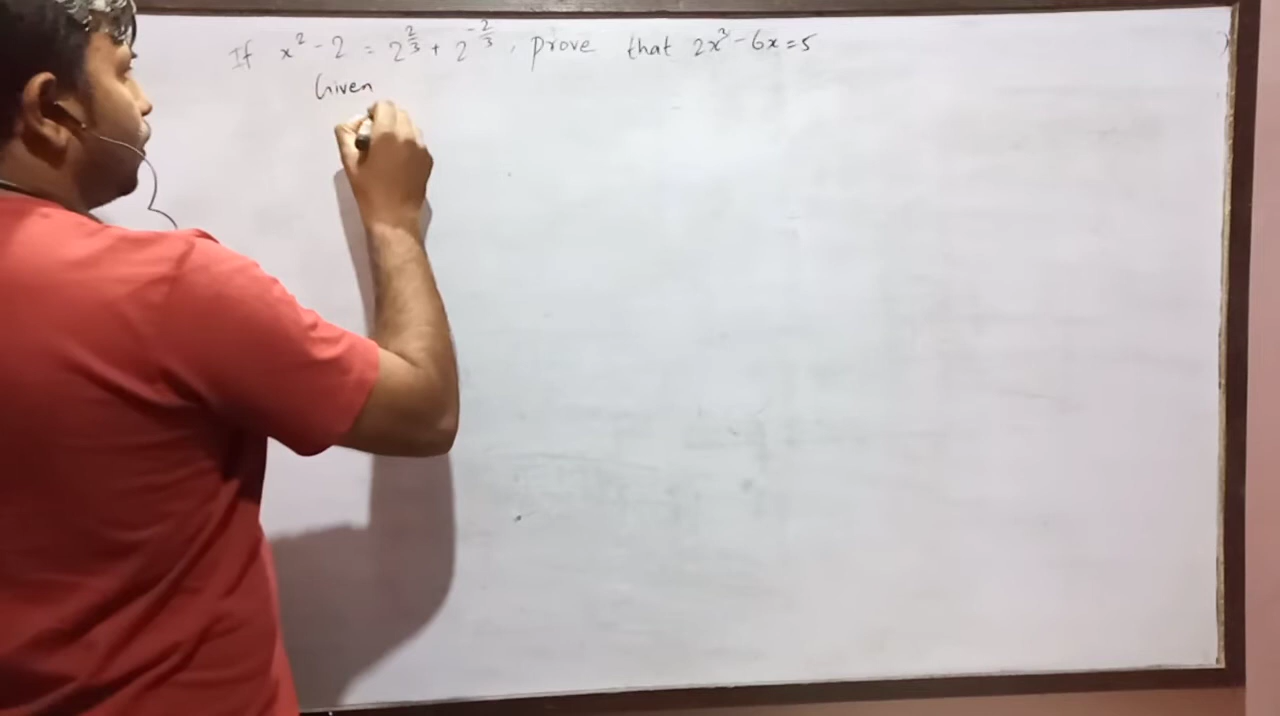 If x² - 2 = 2^(2/3) + 2^(-2/3), prove that 2x³ - 6x = 5
Given